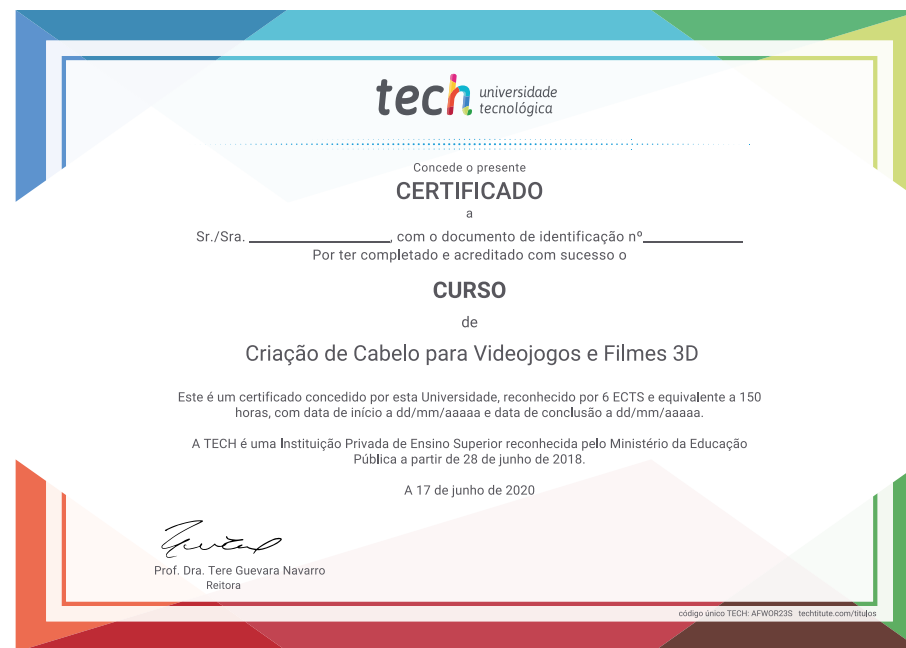 tech universidade
tecnológica
Concede o presente
CERTIFICADO
a
Sr./Sra. ____________________, com o documento de identificação nº______________
Por ter completado e acreditado com sucesso o
CURSO
de
Criação de Cabelo para Videojogos e Filmes 3D
Este é um certificado concedido por esta Universidade, reconhecido por 6 ECTS e equivalente a 150
horas, com data de início a dd/mm/aaaaa e data de conclusão a dd/mm/aaaaa.
A TECH é uma Instituição Privada de Ensino Superior reconhecida pelo Ministério da Educação
Pública a partir de 28 de junho de 2018.
A 17 de junho de 2020
Prof. Dra. Tere Guevara Navarro
Reitora
código único TECH: AFWOR23S techtitute.com/titulos